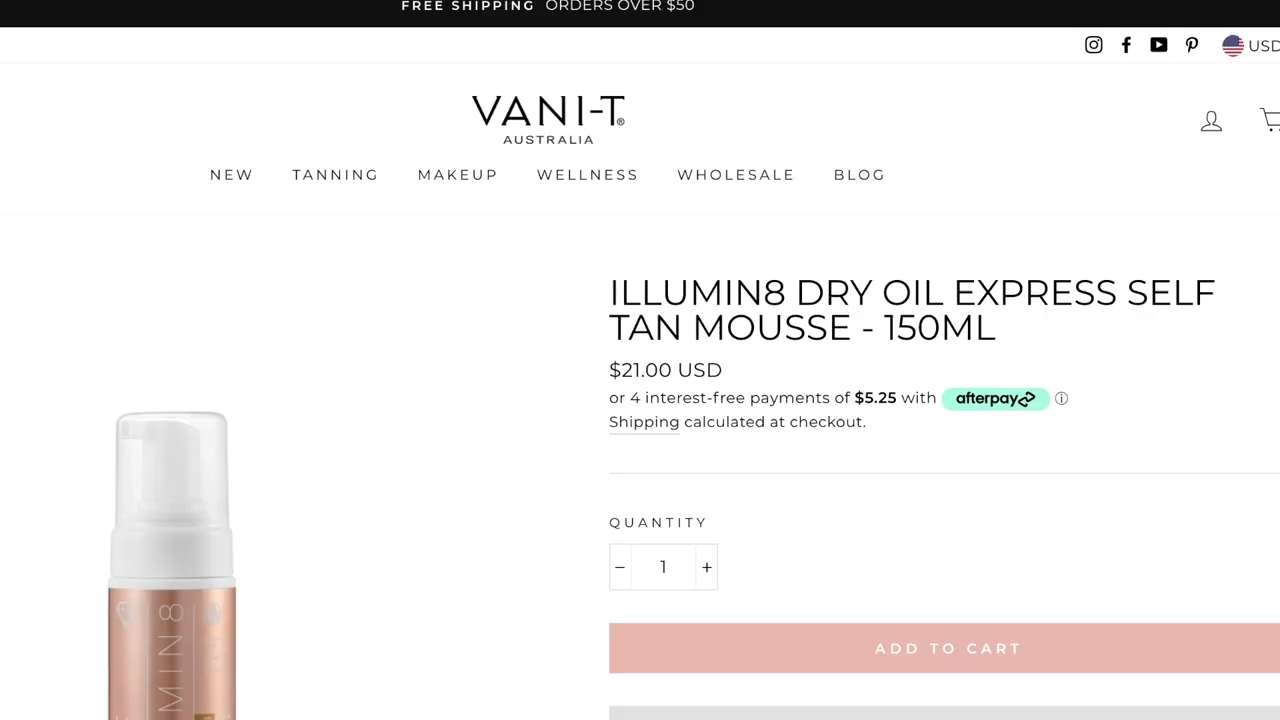 FREE SHIPPING ORDERS OVER $50
USD
VANI-T®
AUSTRALIA
NEW TANNING MAKEUP WELLNESS WHOLESALE BLOG
ILLUMIN8 DRY OIL EXPRESS SELF
TAN MOUSSE - 150ML
$21.00 USD
or 4 interest-free payments of $5.25 with afterpay
Shipping calculated at checkout.
QUANTITY
− 1 +
ADD TO CART
MIN8